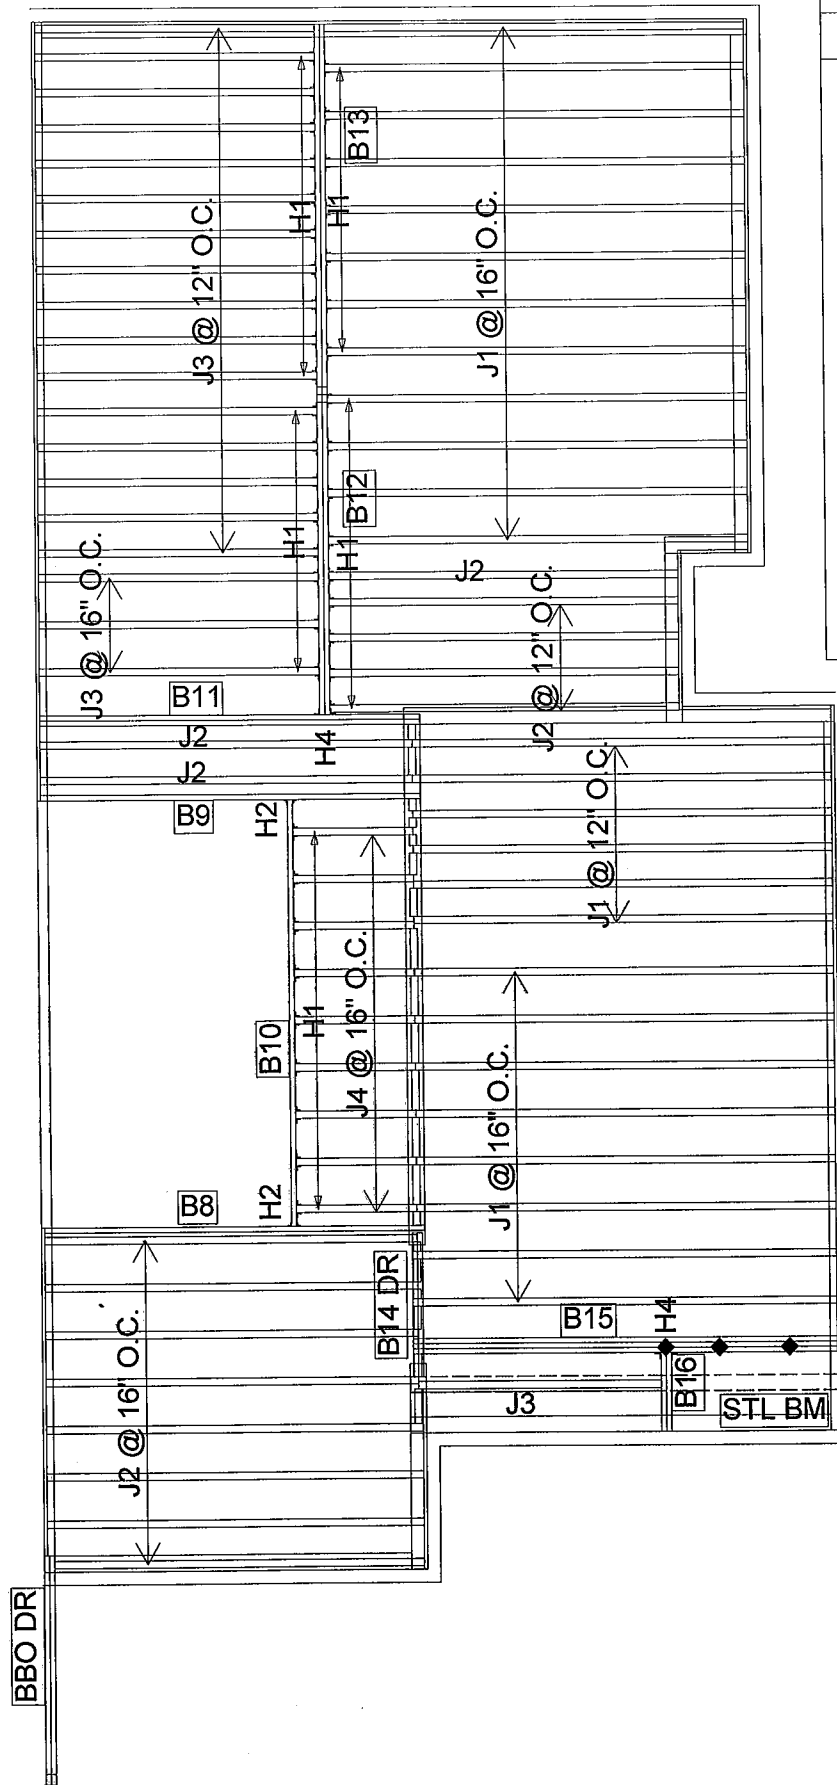 B13
H1
H1
J3 @ 12" O.C.
J1 @ 16" O.C.
B12
H1
H1
J2
J3 @ 16" O.C.
J2 @ 12" O.C.
B11
J2
J2
H4
B9
H2
J1 @ 12" O.C.
B10
H1
J4 @ 16" O.C.
J1 @ 16" O.C.
B8
H2
B14 DR
B15
H4
J2 @ 16" O.C.
J3
B16
STL BM
BBO DR